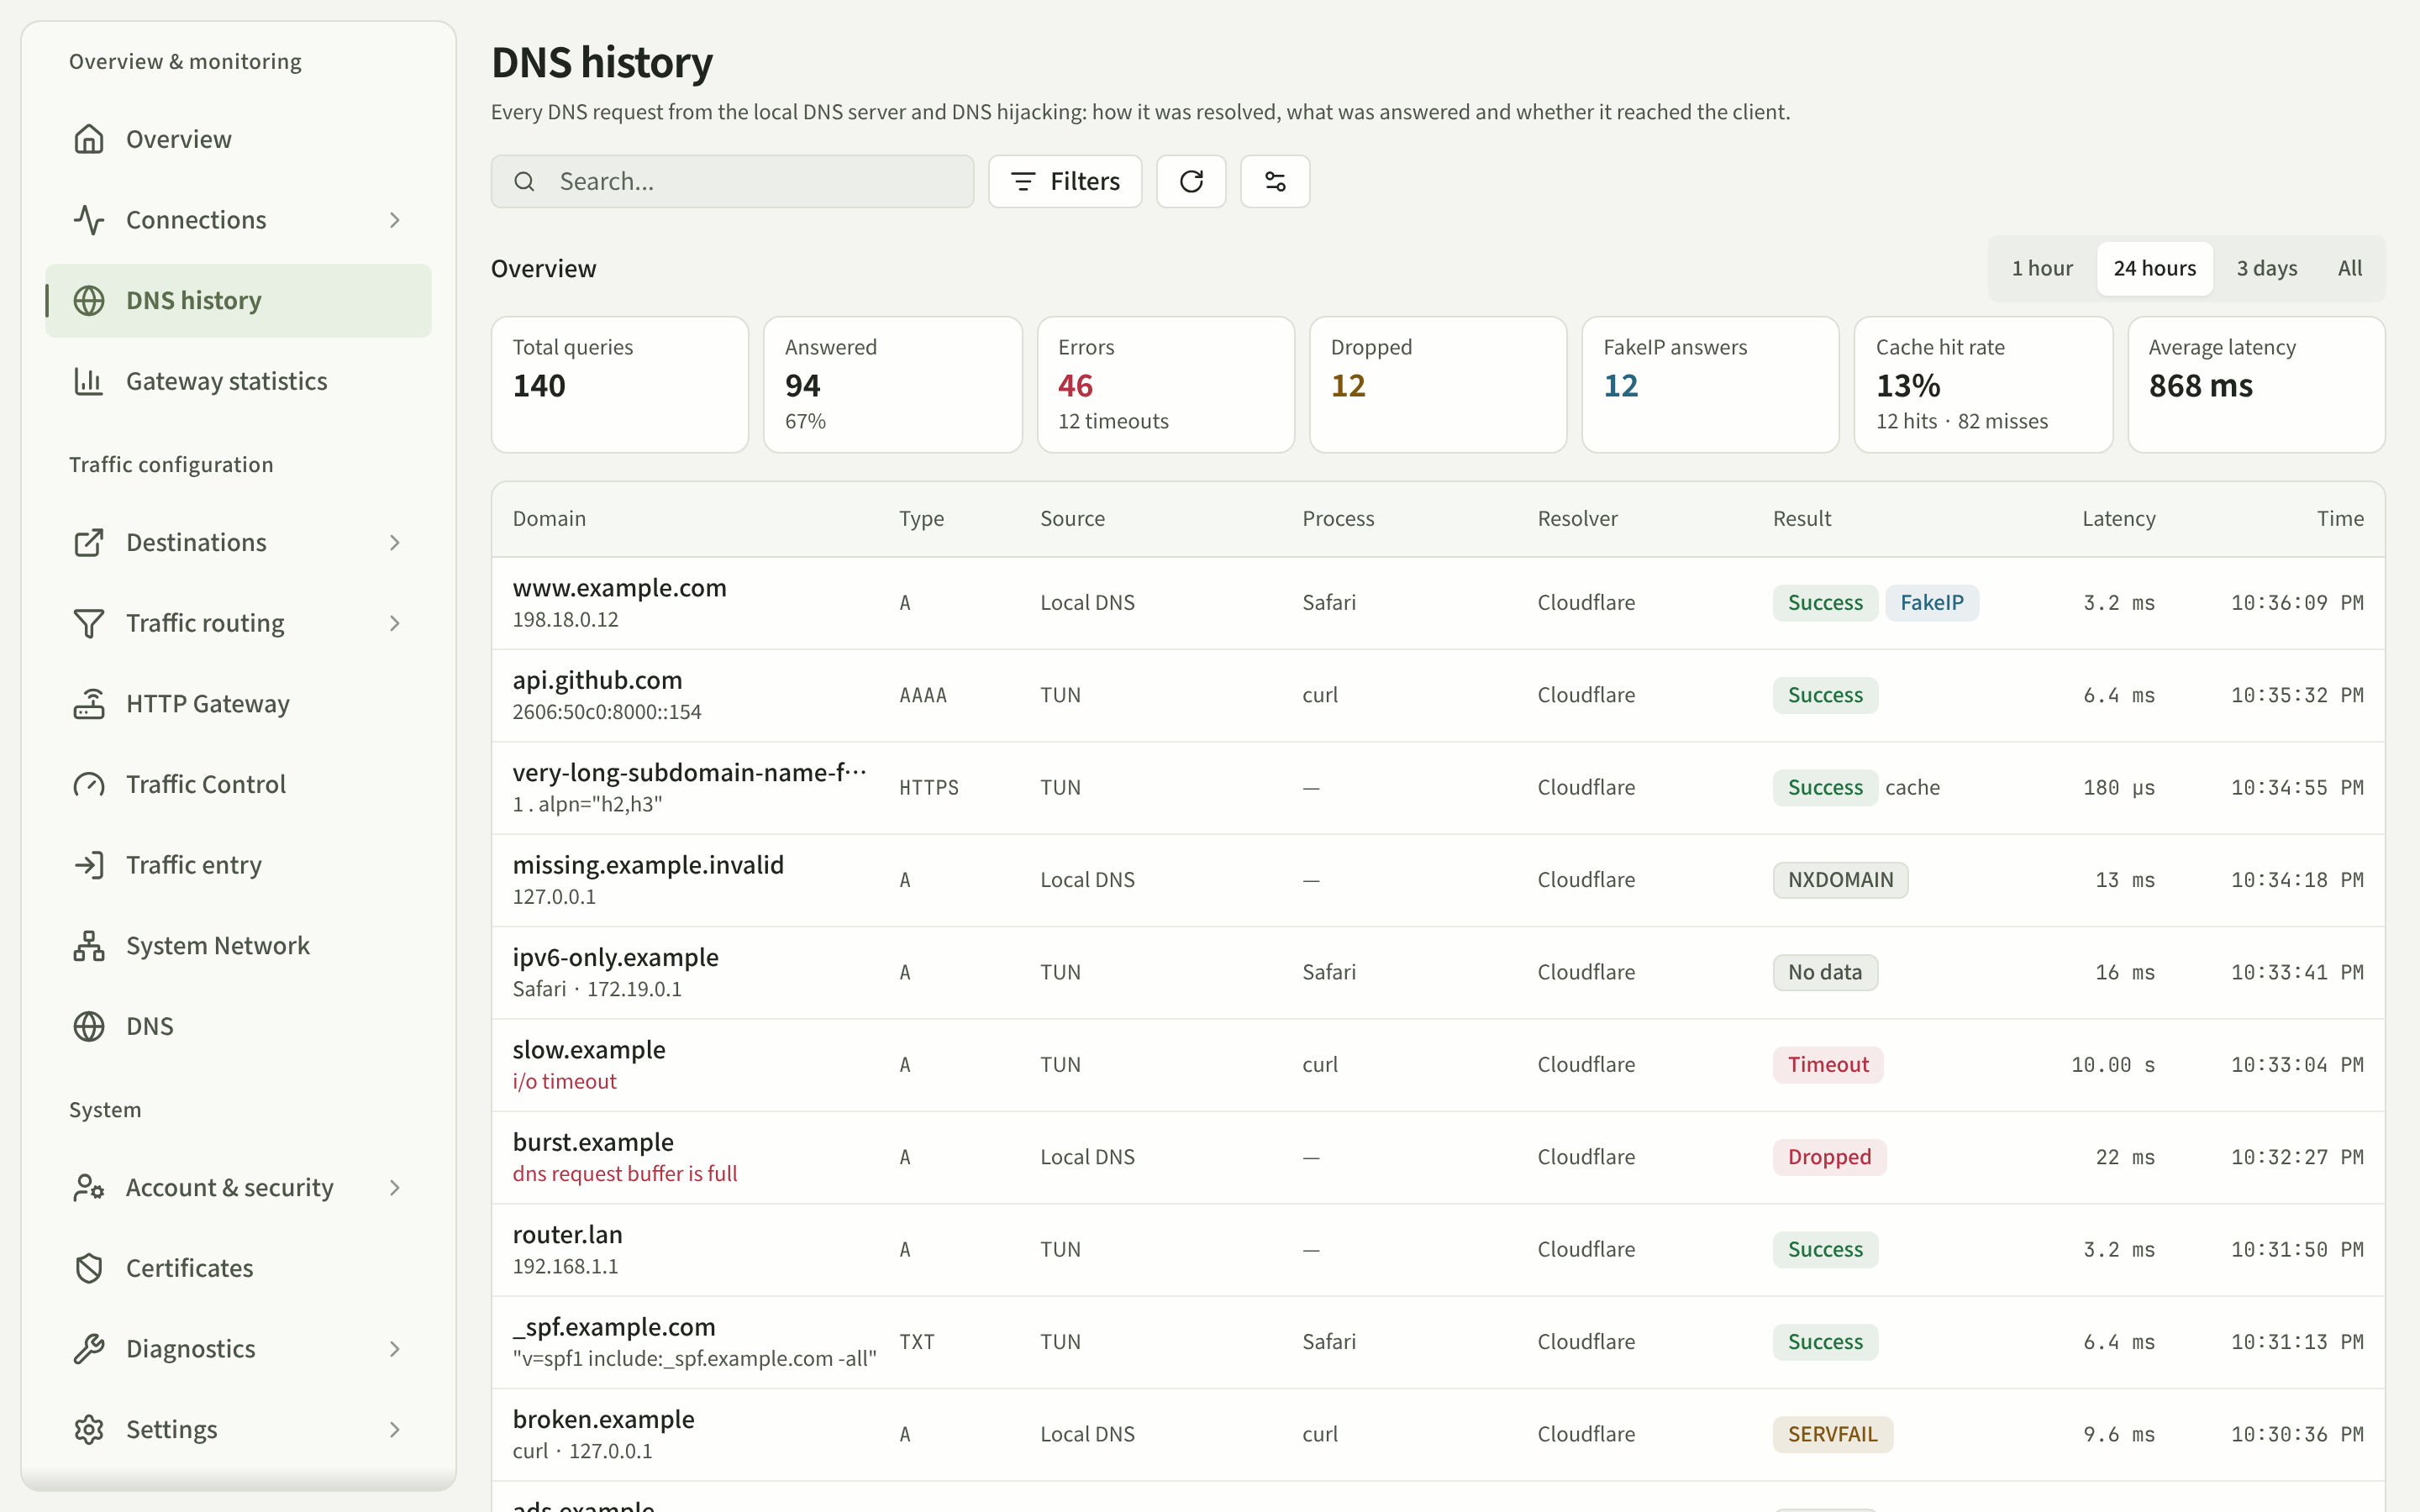 Overview & monitoring
Overview
Connections
DNS history
Gateway statistics
Traffic configuration
Destinations
Traffic routing
HTTP Gateway
Traffic Control
Traffic entry
System Network
DNS
System
Account & security
Certificates
Diagnostics
Settings
DNS history
Every DNS request from the local DNS server and DNS hijacking: how it was resolved, what was answered and whether it reached the client.
Search...
Filters
Overview
1 hour 24 hours 3 days All
Total queries
140
Answered
94
67%
Errors
46
12 timeouts
Dropped
12
FakeIP answers
12
Cache hit rate
13%
12 hits · 82 misses
Average latency
868 ms
Domain Type Source Process Resolver Result Latency Time
www.example.com
198.18.0.12
A Local DNS Safari Cloudflare Success FakeIP 3.2 ms 10:36:09 PM
api.github.com
2606:50c0:8000::154
AAAA TUN curl Cloudflare Success 6.4 ms 10:35:32 PM
very-long-subdomain-name-f…
1 . alpn="h2,h3"
HTTPS TUN — Cloudflare Success cache 180 µs 10:34:55 PM
missing.example.invalid
127.0.0.1
A Local DNS — Cloudflare NXDOMAIN 13 ms 10:34:18 PM
ipv6-only.example
Safari · 172.19.0.1
A TUN Safari Cloudflare No data 16 ms 10:33:41 PM
slow.example
i/o timeout
A TUN curl Cloudflare Timeout 10.00 s 10:33:04 PM
burst.example
dns request buffer is full
A Local DNS — Cloudflare Dropped 22 ms 10:32:27 PM
router.lan
192.168.1.1
A TUN — Cloudflare Success 3.2 ms 10:31:50 PM
_spf.example.com
"v=spf1 include:_spf.example.com -all"
TXT TUN Safari Cloudflare Success 6.4 ms 10:31:13 PM
broken.example
curl · 127.0.0.1
A Local DNS curl Cloudflare SERVFAIL 9.6 ms 10:30:36 PM
ads.example